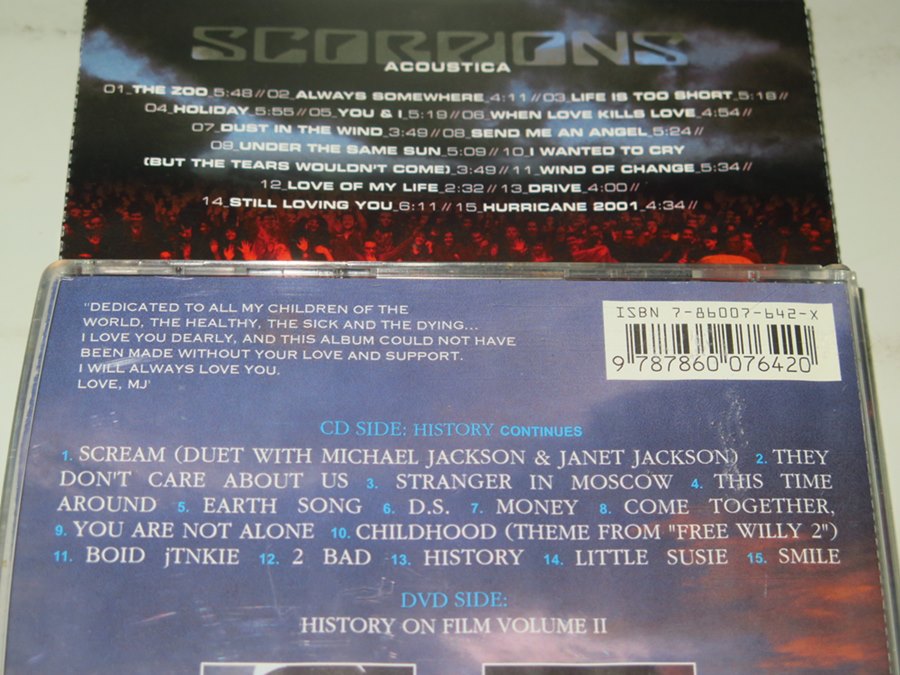 SCORPIONS
ACOUSTICA
01_THE ZOO_5:48//02_ALWAYS SOMEWHERE_4:11//03_LIFE IS TOO SHORT_5:18//
04_HOLIDAY_5:55//05_YOU & I_5:19//06_WHEN LOVE KILLS LOVE_4:54//
07_DUST IN THE WIND_3:49//08_SEND ME AN ANGEL_5:24//
09_UNDER THE SAME SUN_5:09//10_I WANTED TO CRY
(BUT THE TEARS WOULDN'T COME)_3:49//11_WIND OF CHANGE_5:34//
12_LOVE OF MY LIFE_2:32//13_DRIVE_4:00//
14_STILL LOVING YOU_6:11//15_HURRICANE 2001_4:34//
"DEDICATED TO ALL MY CHILDREN OF THE
WORLD, THE HEALTHY, THE SICK AND THE DYING...
I LOVE YOU DEARLY, AND THIS ALBUM COULD NOT HAVE
BEEN MADE WITHOUT YOUR LOVE AND SUPPORT.
I WILL ALWAYS LOVE YOU.
LOVE, MJ'
ISBN 7-86007-642-X
9 787860 076420
CD SIDE: HISTORY CONTINUES
1. SCREAM (DUET WITH MICHAEL JACKSON & JANET JACKSON) 2. THEY
DON'T CARE ABOUT US 3. STRANGER IN MOSCOW 4. THIS TIME
AROUND 5. EARTH SONG 6. D.S. 7. MONEY 8. COME TOGETHER,
9. YOU ARE NOT ALONE 10. CHILDHOOD (THEME FROM "FREE WILLY 2")
11. BOID jTNKIE 12. 2 BAD 13. HISTORY 14. LITTLE SUSIE 15. SMILE
DVD SIDE:
HISTORY ON FILM VOLUME II